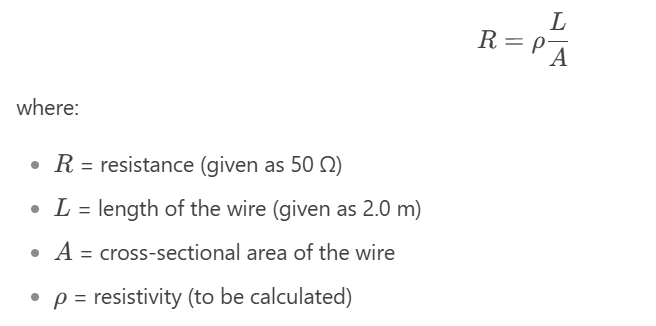 R = ρ L/A
where:
• R = resistance (given as 50 Ω)
• L = length of the wire (given as 2.0 m)
• A = cross-sectional area of the wire
• ρ = resistivity (to be calculated)